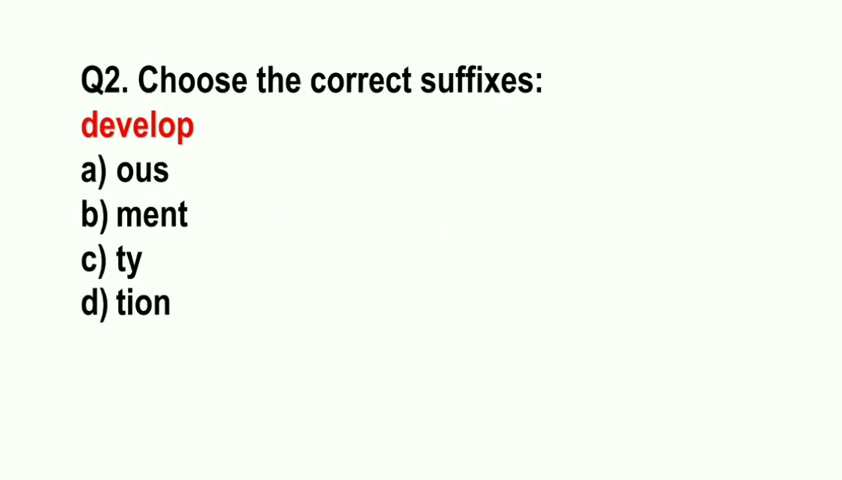 Q2. Choose the correct suffixes:
develop
a) ous
b) ment
c) ty
d) tion